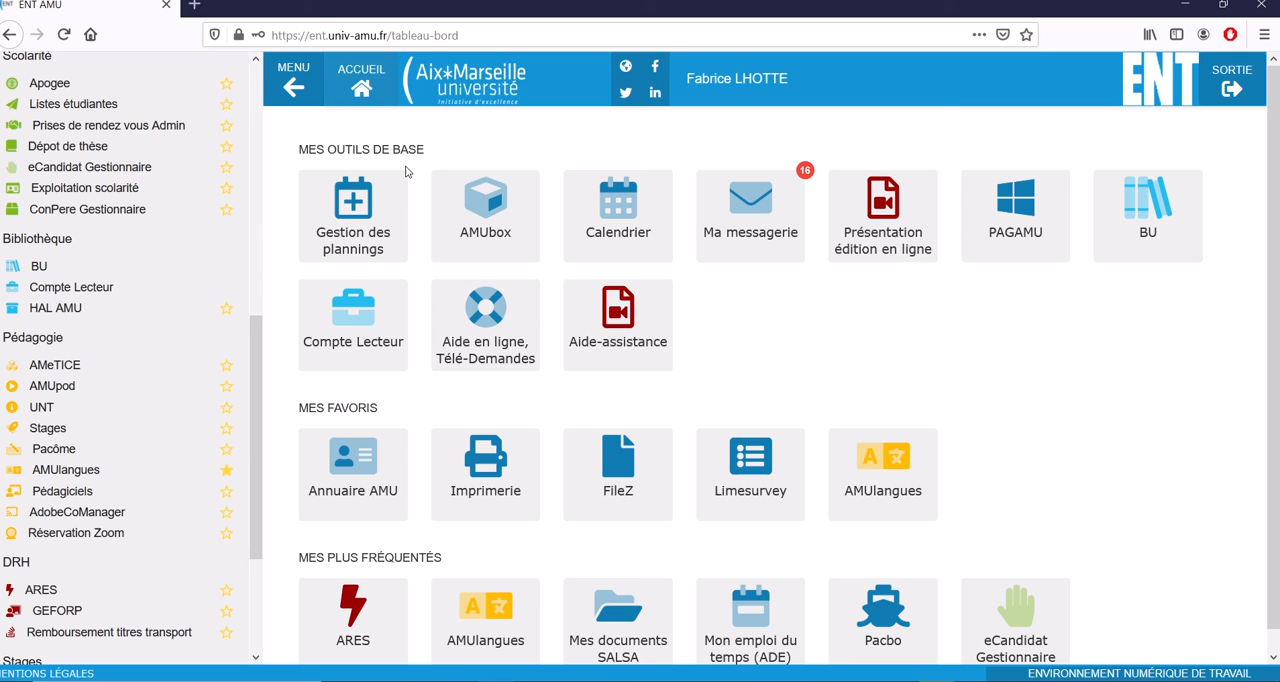 ENT AMU
https://ent.univ-amu.fr/tableau-bord
Scolarité
Apogee
Listes étudiantes
Prises de rendez vous Admin
Dépot de thèse
eCandidat Gestionnaire
Exploitation scolarité
ConPere Gestionnaire
Bibliothèque
BU
Compte Lecteur
HAL AMU
Pédagogie
AMeTICE
AMUpod
UNT
Stages
Pacôme
AMUlangues
Pédagiciels
AdobeCoManager
Réservation Zoom
DRH
ARES
GEFORP
Remboursement titres transport
Stages
MENU
ACCUEIL
Aix*Marseille
université
Initiative d'excellence
Fabrice LHOTTE
ENT
SORTIE
MES OUTILS DE BASE
Gestion des
plannings
AMUbox
Calendrier
16
Ma messagerie
Présentation
édition en ligne
PAGAMU
BU
Compte Lecteur
Aide en ligne,
Télé-Demandes
Aide-assistance
MES FAVORIS
Annuaire AMU
Imprimerie
FileZ
Limesurvey
AMUlangues
MES PLUS FRÉQUENTÉS
ARES
AMUlangues
Mes documents
SALSA
Mon emploi du
temps (ADE)
Pacbo
eCandidat
Gestionnaire
MENTIONS LÉGALES
ENVIRONNEMENT NUMÉRIQUE DE TRAVAIL